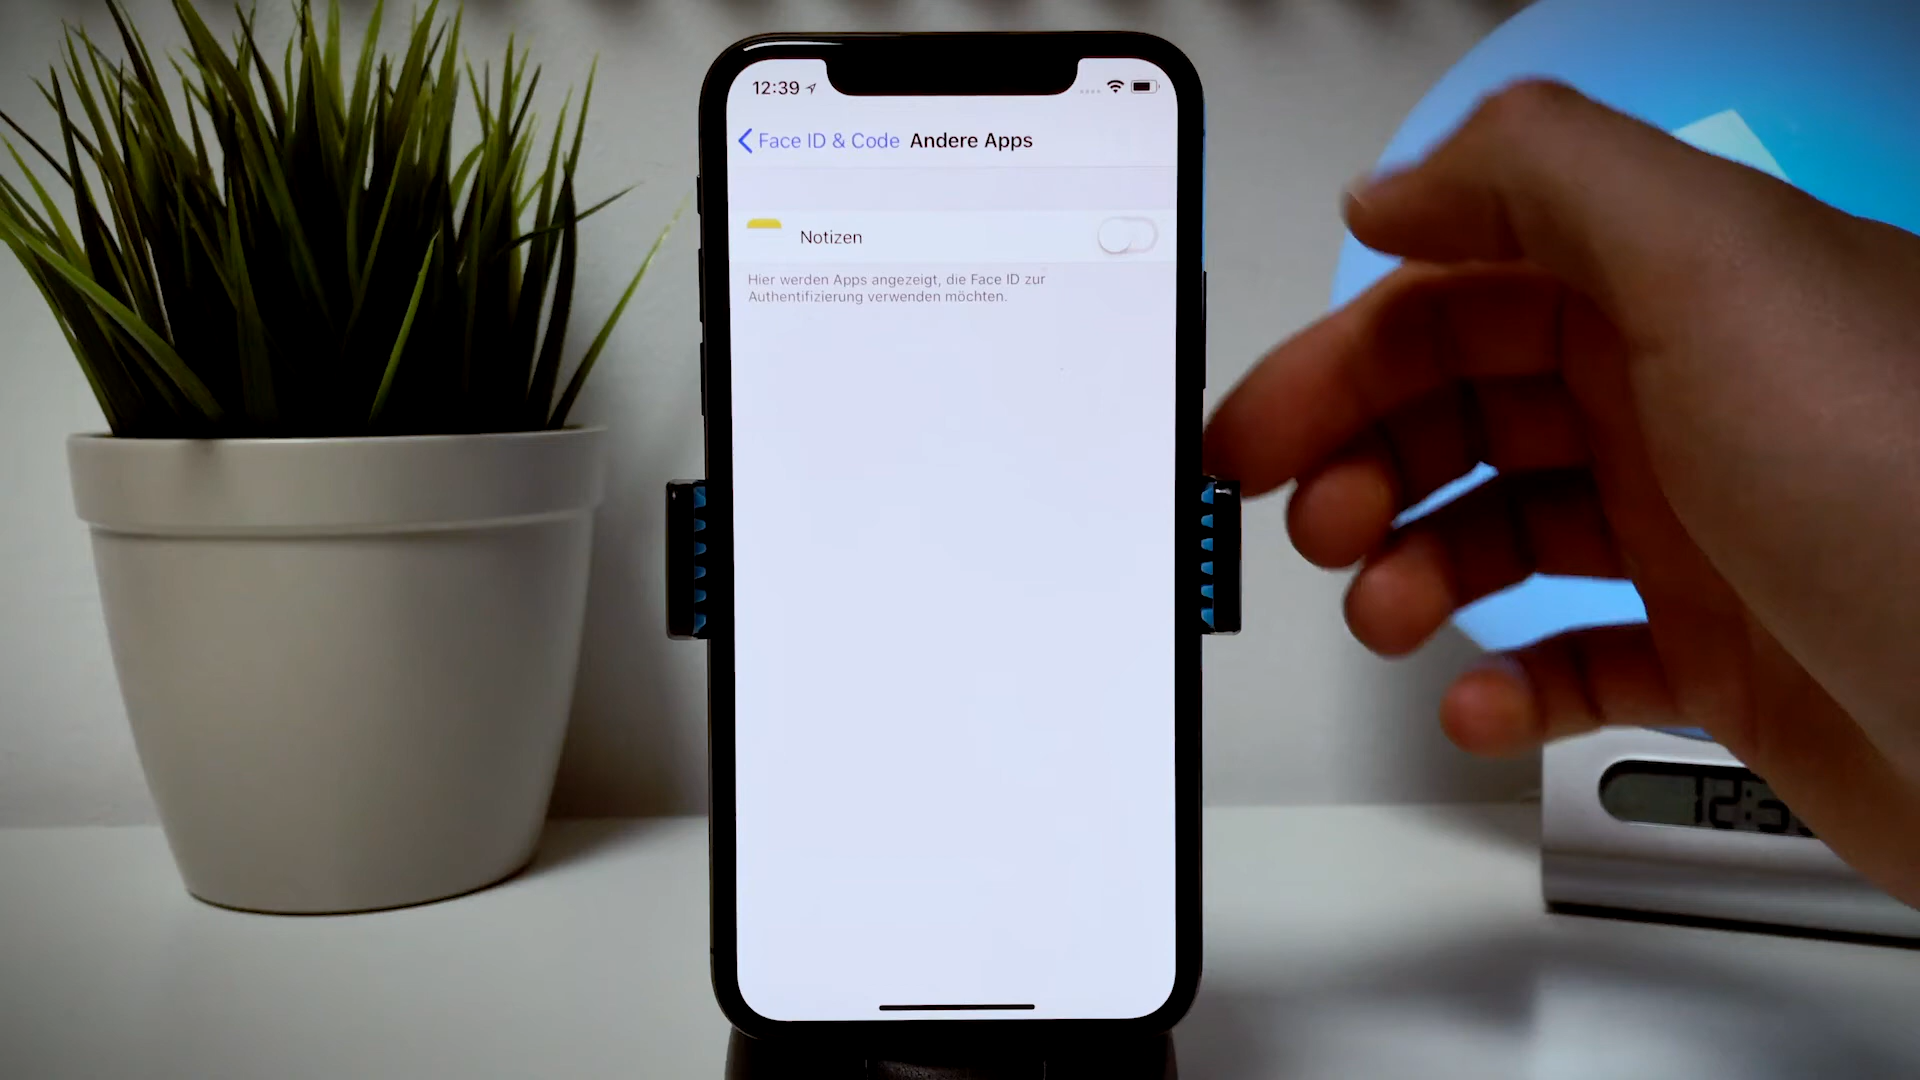 12:39
Face ID & Code Andere Apps
Notizen
Hier werden Apps angezeigt, die Face ID zur
Authentifizierung verwenden möchten.